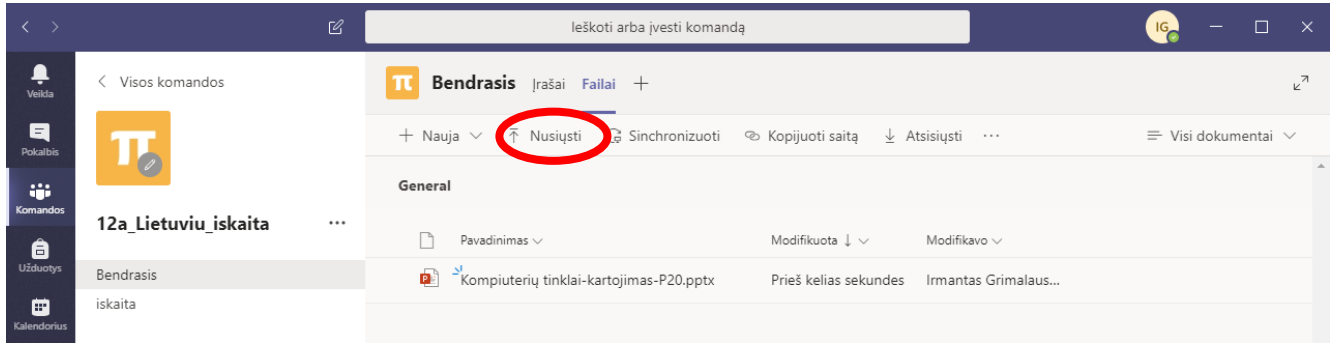 Ieškoti arba įvesti komandą
IG
Veikla
Pokalbis
Komandos
Užduotys
Kalendorius
Visos komandos
π
12a_Lietuviu_iskaita ...
Bendrasis
iskaita
π Bendrasis Įrašai Failai +
+ Nauja Nusiųsti Sinchronizuoti Kopijuoti saitą Atsisiųsti ... Visi dokumentai
General
Pavadinimas Modifikuota ↓ Modifikavo
Kompiuterių tinklai-kartojimas-P20.pptx Prieš kelias sekundes Irmantas Grimalaus...